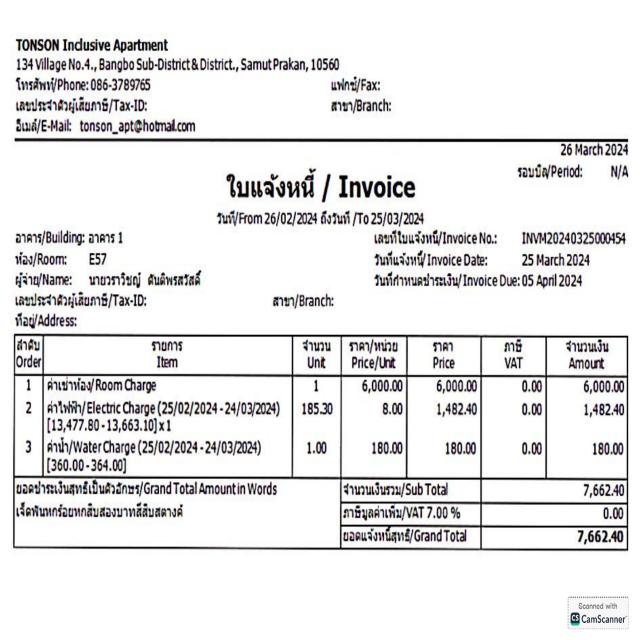 TONSON Inclusive Apartment
134 Village No.4., Bangbo Sub-District & District., Samut Prakan, 10560
โทรศัพท์/Phone: 086-3789765 แฟกซ์/Fax:
เลขประจำตัวผู้เสียภาษี/Tax-ID: สาขา/Branch:
อีเมล์/E-Mail: tonson_apt@hotmail.com
26 March 2024
รอบบิล/Period: N/A
ใบแจ้งหนี้ / Invoice
วันที่/From 26/02/2024 ถึงวันที่ /To 25/03/2024
อาคาร/Building: อาคาร 1 เลขที่ใบแจ้งหนี้/Invoice No.: INVM20240325000454
ห้อง/Room: E57 วันที่แจ้งหนี้/Invoice Date: 25 March 2024
ผู้จ่าย/Name: นายวราวิชญ์ ตันติพรสวัสดิ์ วันที่กำหนดชำระเงิน/Invoice Due: 05 April 2024
เลขประจำตัวผู้เสียภาษี/Tax-ID: สาขา/Branch:
ที่อยู่/Address:
ลำดับ รายการ จำนวน ราคา/หน่วย ราคา ภาษี จำนวนเงิน
Order Item Unit Price/Unit Price VAT Amount
1 ค่าเช่าห้อง/Room Charge 1 6,000.00 6,000.00 0.00 6,000.00
2 ค่าไฟฟ้า/Electric Charge (25/02/2024 - 24/03/2024) 185.30 8.00 1,482.40 0.00 1,482.40
[13,477.80 - 13,663.10] x 1
3 ค่าน้ำ/Water Charge (25/02/2024 - 24/03/2024) 1.00 180.00 180.00 0.00 180.00
[360.00 - 364.00]
ยอดชำระเงินสุทธิเป็นตัวอักษร/Grand Total Amount in Words จำนวนเงินรวม/Sub Total 7,662.40
เจ็ดพันหกร้อยหกสิบสองบาทสี่สิบสตางค์ ภาษีมูลค่าเพิ่ม/VAT 7.00 % 0.00
ยอดแจ้งหนี้สุทธิ/Grand Total 7,662.40
Scanned with
CS CamScanner